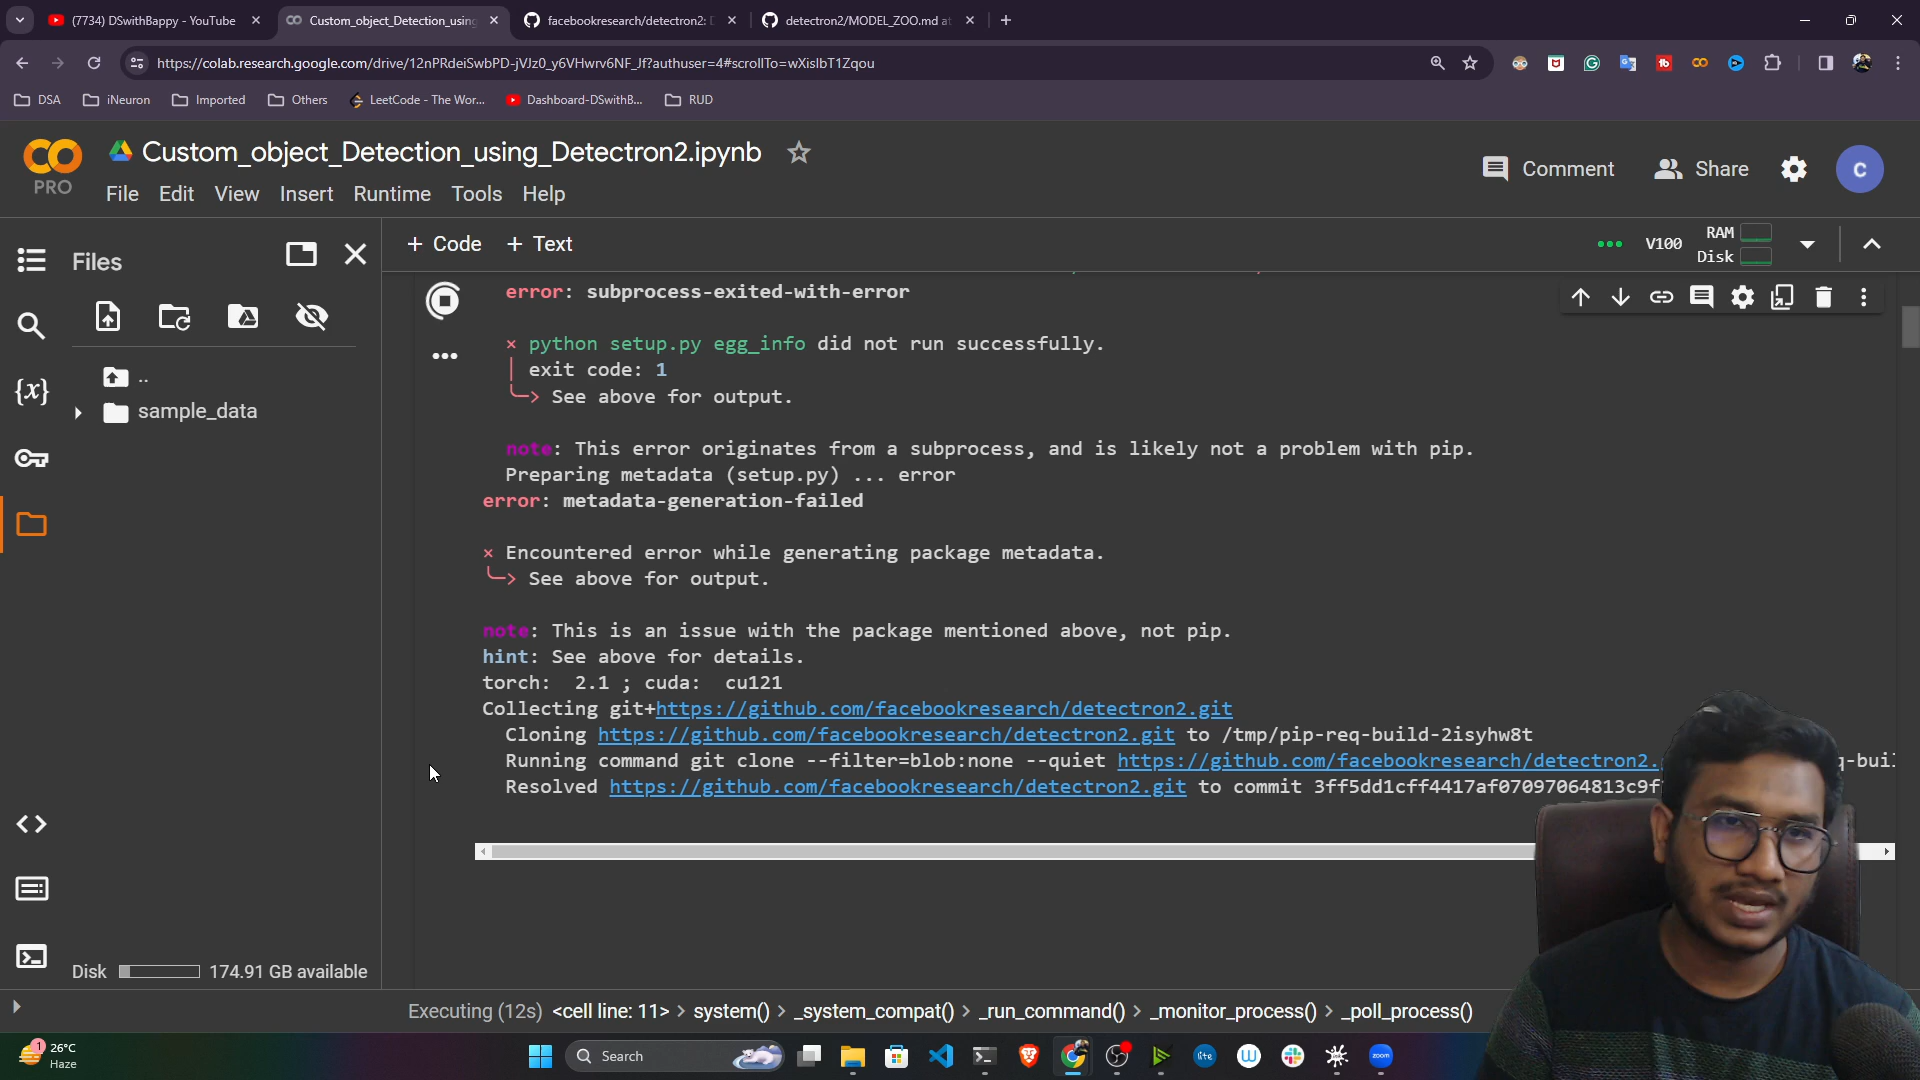 (7734) DSwithBappy - YouTube
Custom_object_Detection_using
facebookresearch/detectron2:
detectron2/MODEL_ZOO.md at
https://colab.research.google.com/drive/12nPRdeiSwbPD-jVJz0_y6VHwrv6NF_Jf?authuser=4#scrollTo=wXislbT1Zqou
DSA
iNeuron
Imported
Others
LeetCode - The Wor...
Dashboard-DSwithB...
RUD
CO
PRO
Custom_object_Detection_using_Detectron2.ipynb
File Edit View Insert Runtime Tools Help
Comment
Share
C
Files
+ Code + Text
V100
RAM
Disk
..
sample_data
error: subprocess-exited-with-error
× python setup.py egg_info did not run successfully.
│ exit code: 1
╰─> See above for output.
note: This error originates from a subprocess, and is likely not a problem with pip.
Preparing metadata (setup.py) ... error
error: metadata-generation-failed
× Encountered error while generating package metadata.
╰─> See above for output.
note: This is an issue with the package mentioned above, not pip.
hint: See above for details.
torch:  2.1 ; cuda:  cu121
Collecting git+https://github.com/facebookresearch/detectron2.git
Cloning https://github.com/facebookresearch/detectron2.git to /tmp/pip-req-build-2isyhw8t
Running command git clone --filter=blob:none --quiet https://github.com/facebookresearch/detectron2.
Resolved https://github.com/facebookresearch/detectron2.git to commit 3ff5dd1cff4417af07097064813c9f
Disk
174.91 GB available
Executing (12s) <cell line: 11> > system() > _system_compat() > _run_command() > _monitor_process() > _poll_process()
1
26°C
Haze
Search
lite
zoom